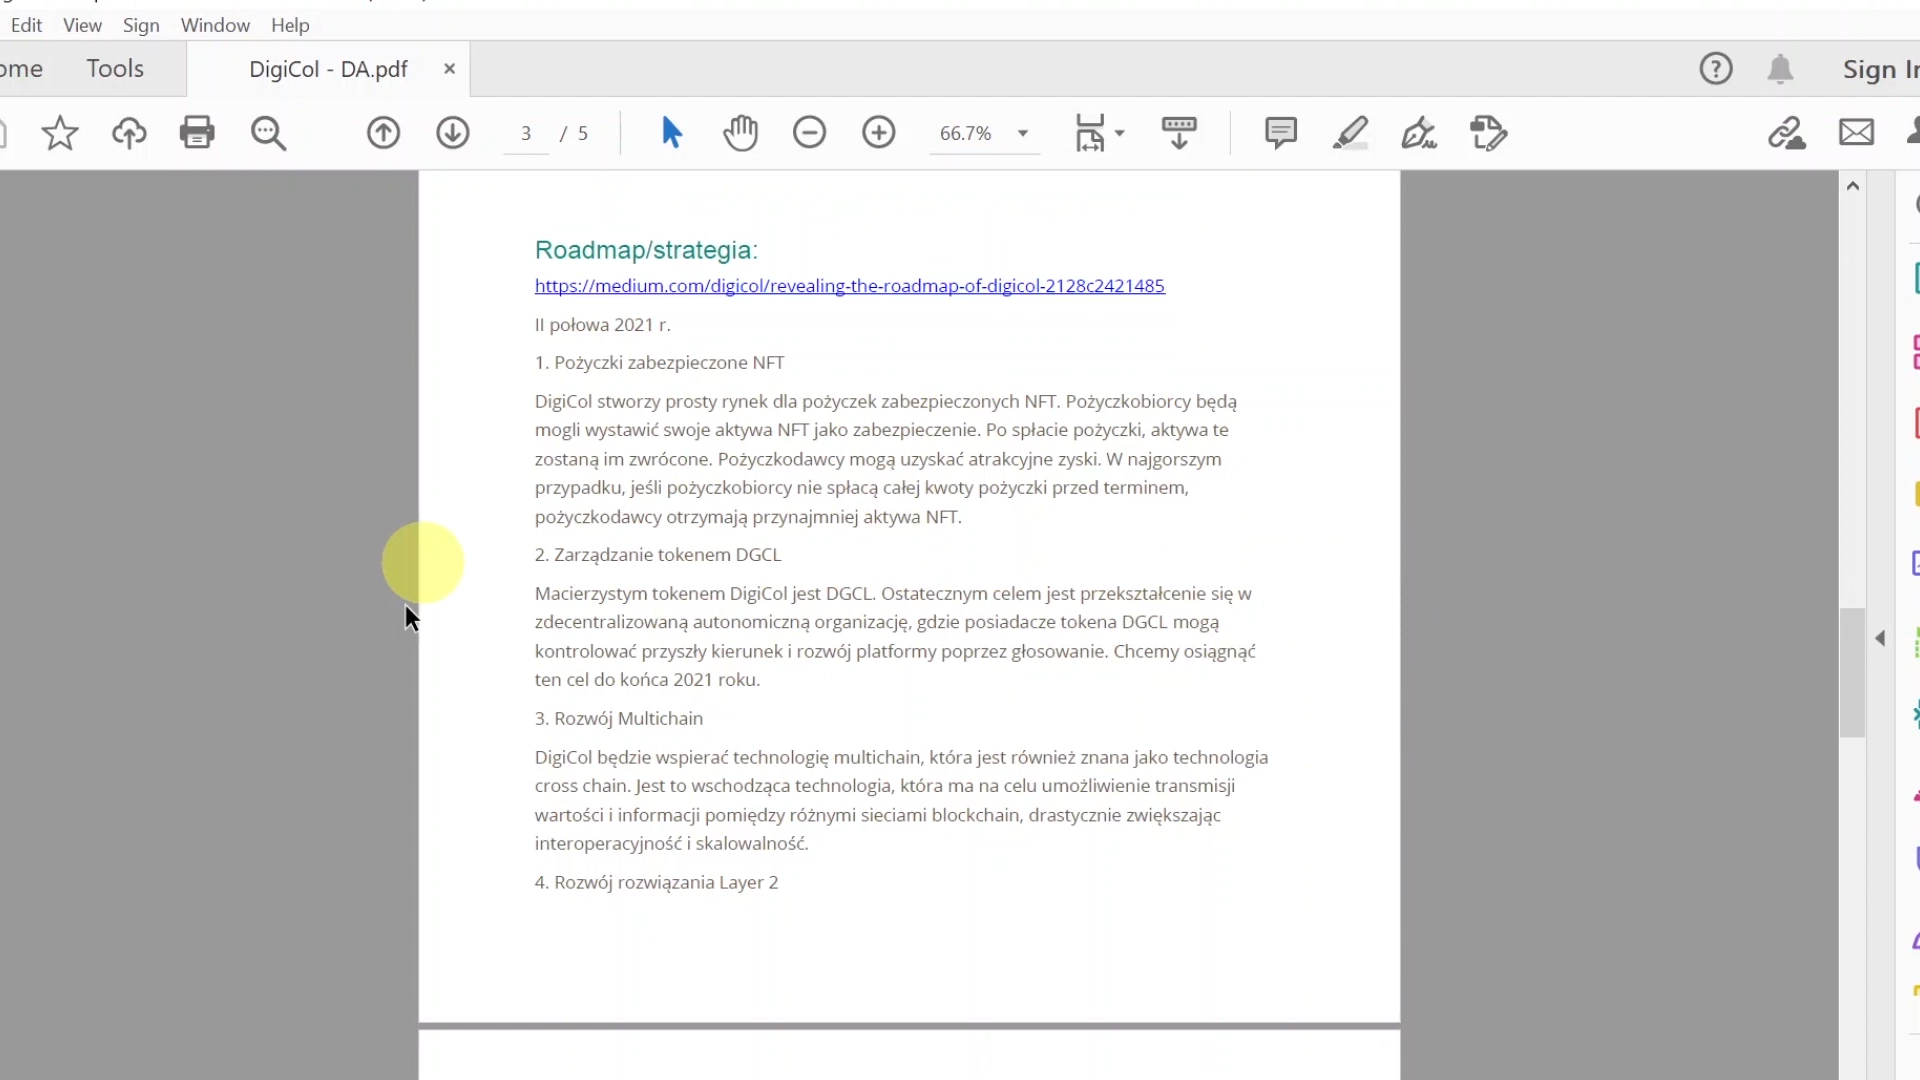 Edit View Sign Window Help
Tools DigiCol - DA.pdf Sign
3 / 5 66.7%
Roadmap/strategia:
https://medium.com/digicol/revealing-the-roadmap-of-digicol-2128c2421485
II połowa 2021 r.
1. Pożyczki zabezpieczone NFT
DigiCol stworzy prosty rynek dla pożyczek zabezpieczonych NFT. Pożyczkobiorcy będą
mogli wystawić swoje aktywa NFT jako zabezpieczenie. Po spłacie pożyczki, aktywa te
zostaną im zwrócone. Pożyczkodawcy mogą uzyskać atrakcyjne zyski. W najgorszym
przypadku, jeśli pożyczkobiorcy nie spłacą całej kwoty pożyczki przed terminem,
pożyczkodawcy otrzymają przynajmniej aktywa NFT.
2. Zarządzanie tokenem DGCL
Macierzystym tokenem DigiCol jest DGCL. Ostatecznym celem jest przekształcenie się w
zdecentralizowaną autonomiczną organizację, gdzie posiadacze tokena DGCL mogą
kontrolować przyszły kierunek i rozwój platformy poprzez głosowanie. Chcemy osiągnąć
ten cel do końca 2021 roku.
3. Rozwój Multichain
DigiCol będzie wspierać technologię multichain, która jest również znana jako technologia
cross chain. Jest to wschodząca technologia, która ma na celu umożliwienie transmisji
wartości i informacji pomiędzy różnymi sieciami blockchain, drastycznie zwiększając
interoperacyjność i skalowalność.
4. Rozwój rozwiązania Layer 2